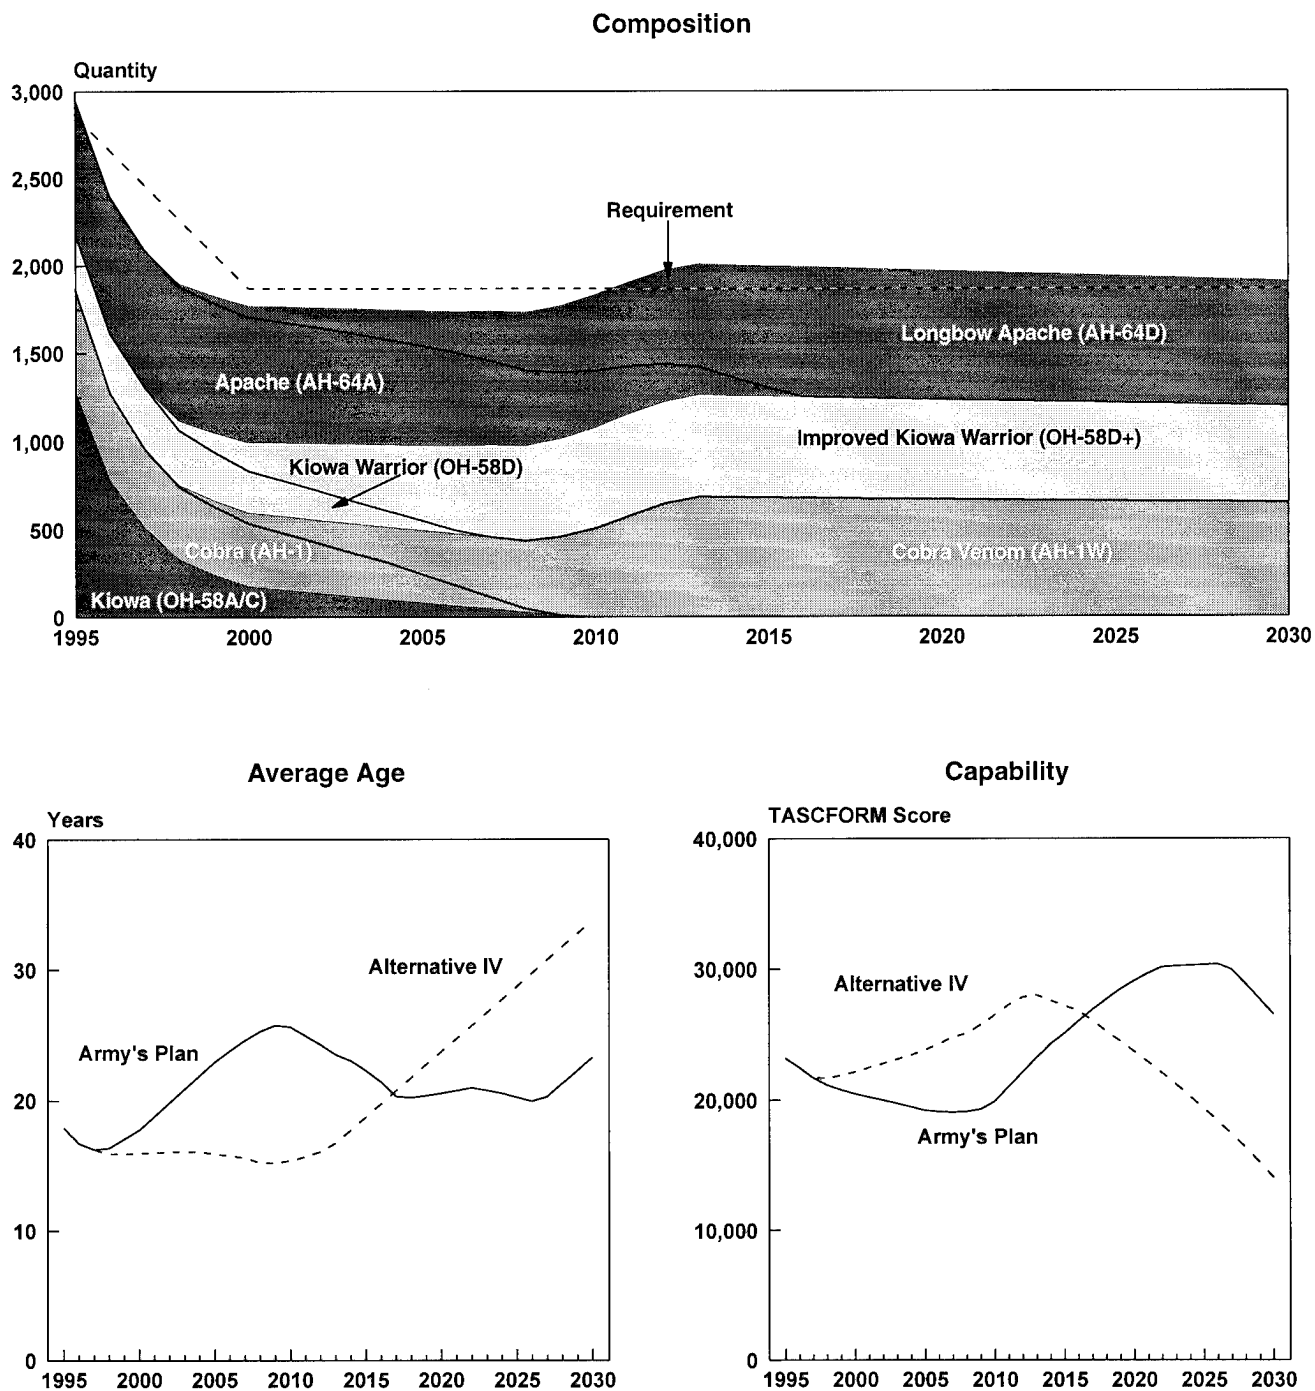 Composition
Quantity
3,000
2,500
2,000
1,500
1,000
500
0
Requirement
Longbow Apache (AH-64D)
Apache (AH-64A)
Improved Kiowa Warrior (OH-58D+)
Kiowa Warrior (OH-58D)
Cobra (AH-1)
Cobra Venom (AH-1W)
Kiowa (OH-58A/C)
1995 2000 2005 2010 2015 2020 2025 2030
Average Age
Years
40
30
20
10
0
Alternative IV
Army's Plan
1995 2000 2005 2010 2015 2020 2025 2030
Capability
TASCFORM Score
40,000
30,000
20,000
10,000
0
Alternative IV
Army's Plan
1995 2000 2005 2010 2015 2020 2025 2030